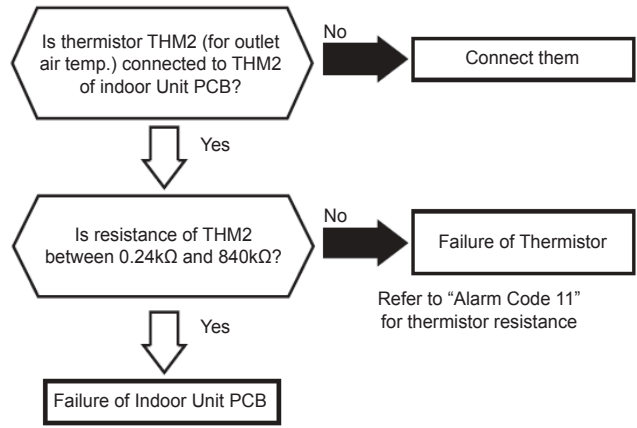 Is thermistor THM2 (for outlet
air temp.) connected to THM2
of indoor Unit PCB?
No
Connect them
Yes
Is resistance of THM2
between 0.24kΩ and 840kΩ?
No
Failure of Thermistor
Refer to “Alarm Code 11”
for thermistor resistance
Yes
Failure of Indoor Unit PCB